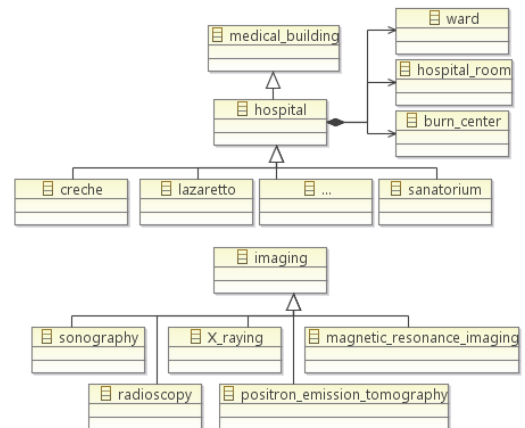 ward
medical_building
hospital_room
hospital
burn_center
creche
lazaretto
...
sanatorium
imaging
sonography
X_raying
magnetic_resonance_imaging
radioscopy
positron_emission_tomography